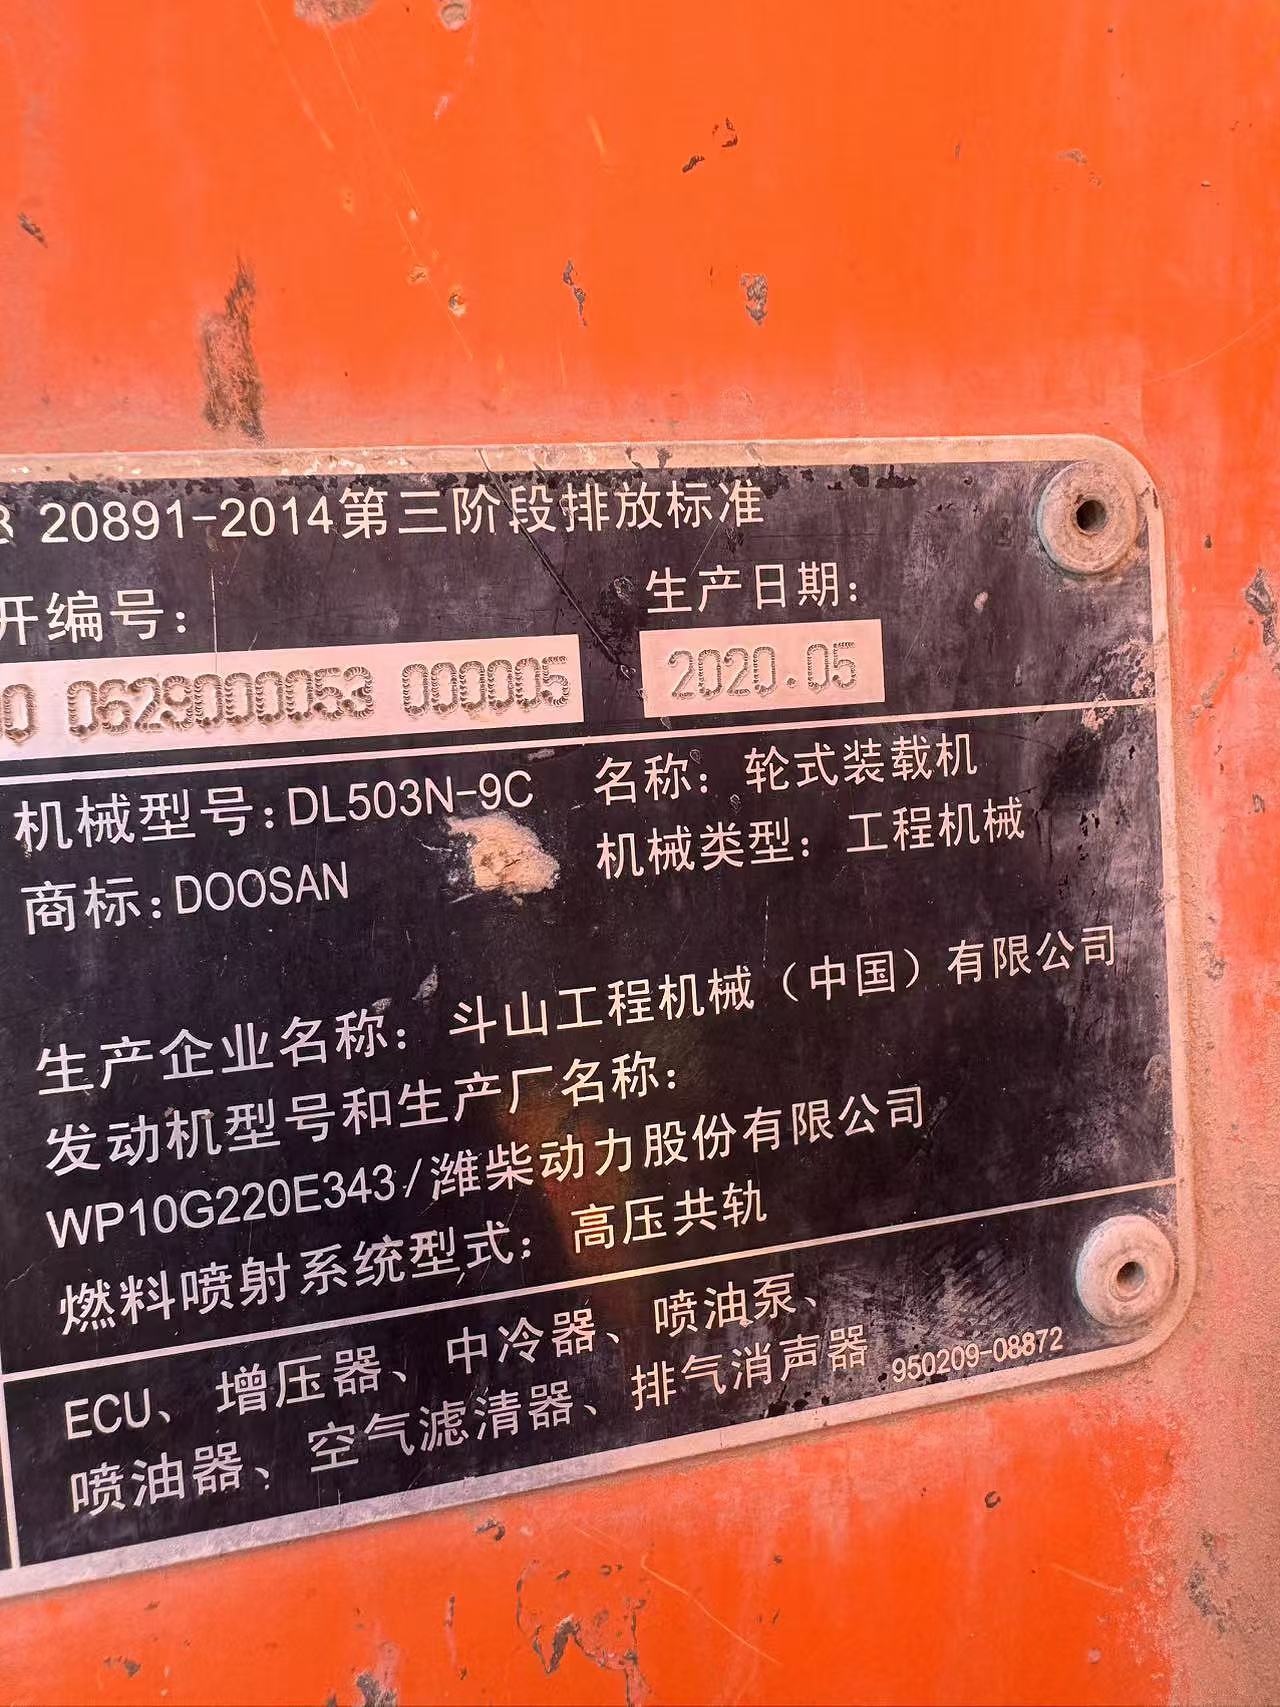 20891-2014第三阶段排放标准
开编号: 生产日期:
0 0629000053 000005 2020.05
机械型号:DL503N-9C 名称: 轮式装载机
商标:DOOSAN 机械类型: 工程机械
生产企业名称: 斗山工程机械（中国）有限公司
发动机型号和生产厂名称:
WP10G220E343/潍柴动力股份有限公司
燃料喷射系统型式: 高压共轨
ECU、增压器、中冷器、喷油泵、
喷油器、空气滤清器、排气消声器 950209-08872